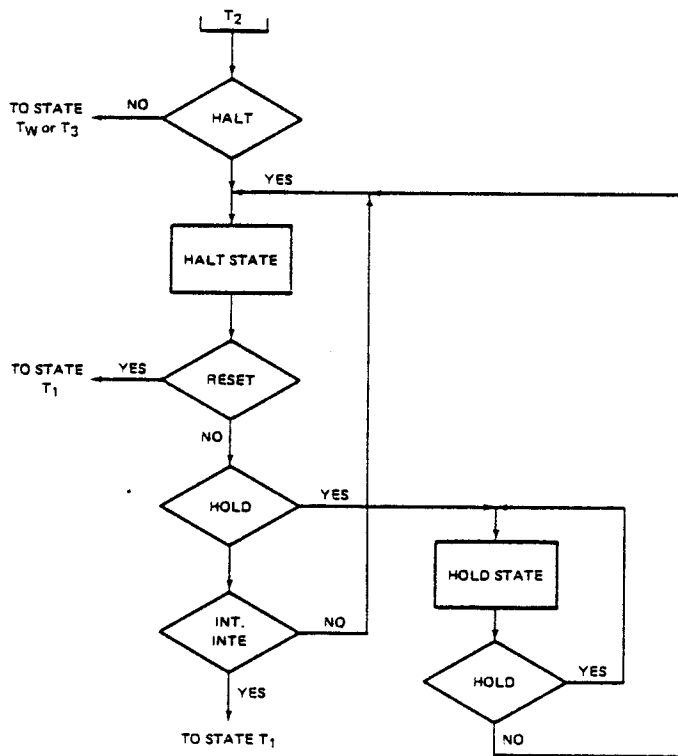 T2
HALT
NO
TO STATE
TW or T3
YES
HALT STATE
RESET
YES
TO STATE
T1
NO
HOLD
YES
HOLD STATE
INT.
INTE
NO
HOLD
YES
YES
NO
TO STATE T1